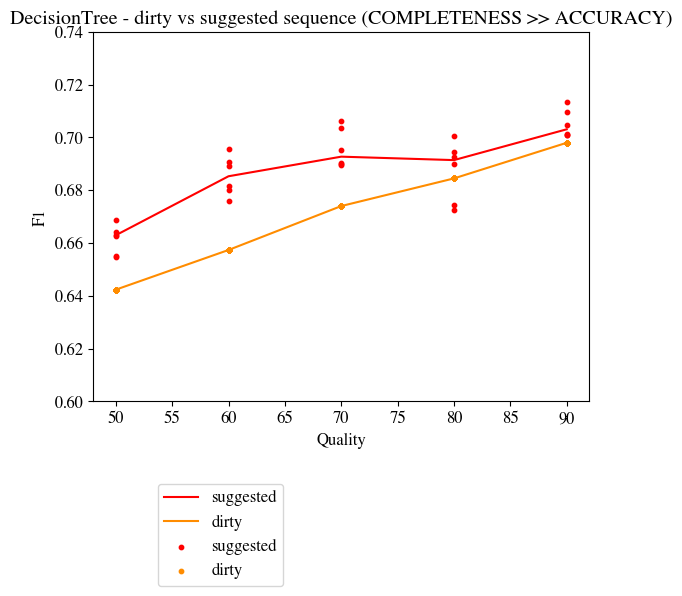 DecisionTree - dirty vs suggested sequence (COMPLETENESS >> ACCURACY)
0.74
0.72
0.70
0.68
0.66
0.64
0.62
0.60
F1
50 55 60 65 70 75 80 85 90
Quality
suggested
dirty
suggested
dirty